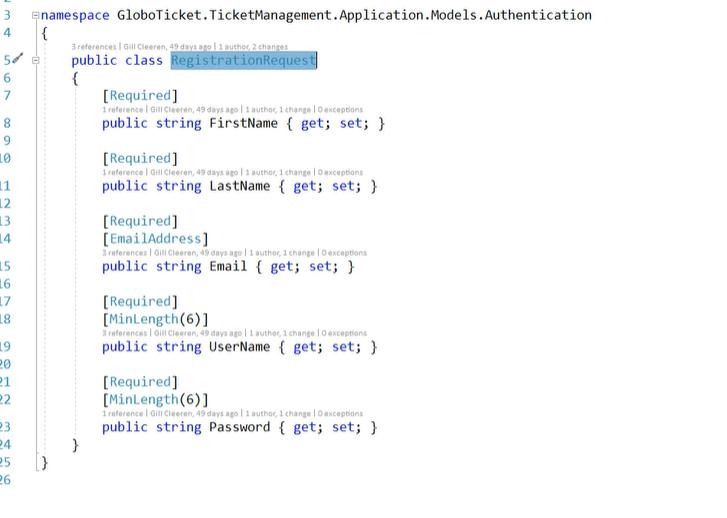 3 namespace GloboTicket.TicketManagement.Application.Models.Authentication
4 {
3 references | Gill Cleeren, 49 days ago | 1 author, 2 changes
5 public class RegistrationRequest
6 {
7 [Required]
1 reference | Gill Cleeren, 49 days ago | 1 author, 1 change | 0 exceptions
8 public string FirstName { get; set; }
9
10 [Required]
1 reference | Gill Cleeren, 49 days ago | 1 author, 1 change | 0 exceptions
11 public string LastName { get; set; }
12
13 [Required]
14 [EmailAddress]
3 references | Gill Cleeren, 49 days ago | 1 author, 1 change | 0 exceptions
15 public string Email { get; set; }
16
17 [Required]
18 [MinLength(6)]
3 references | Gill Cleeren, 49 days ago | 1 author, 1 change | 0 exceptions
19 public string UserName { get; set; }
20
21 [Required]
22 [MinLength(6)]
1 reference | Gill Cleeren, 49 days ago | 1 author, 1 change | 0 exceptions
23 public string Password { get; set; }
24 }
25 }
26